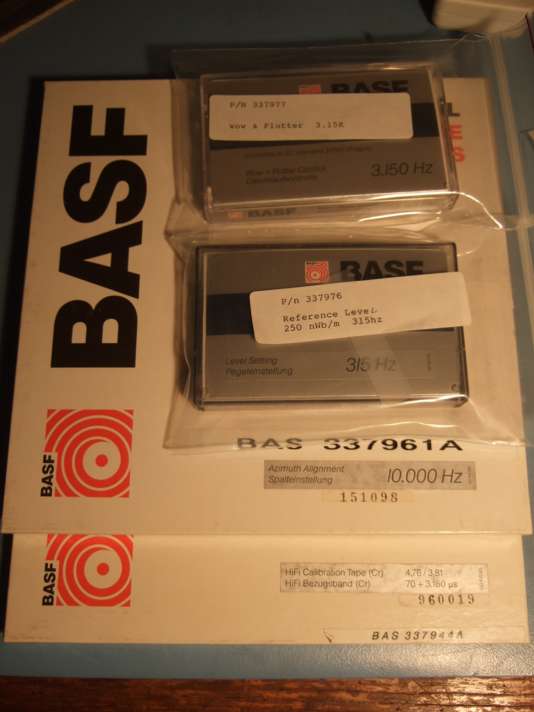 BASF
P/N 337977
Wow & Flutter 3.15K
3.150 Hz
BASF
BASF
P/n 337976
Reference Level
250 nWb/m 315hz
Level Setting
Pegeleinstellung
315 Hz
BASF
BAS 337961A
Azimuth Alignment
Spalteinstellung
10.000 Hz
151098
BASF
BASF
HiFi Calibration Tape (Cr) 4,76 / 3,81
HiFi Bezugsband (Cr) 70 + 3.180 µs
960019
BAS 337944A